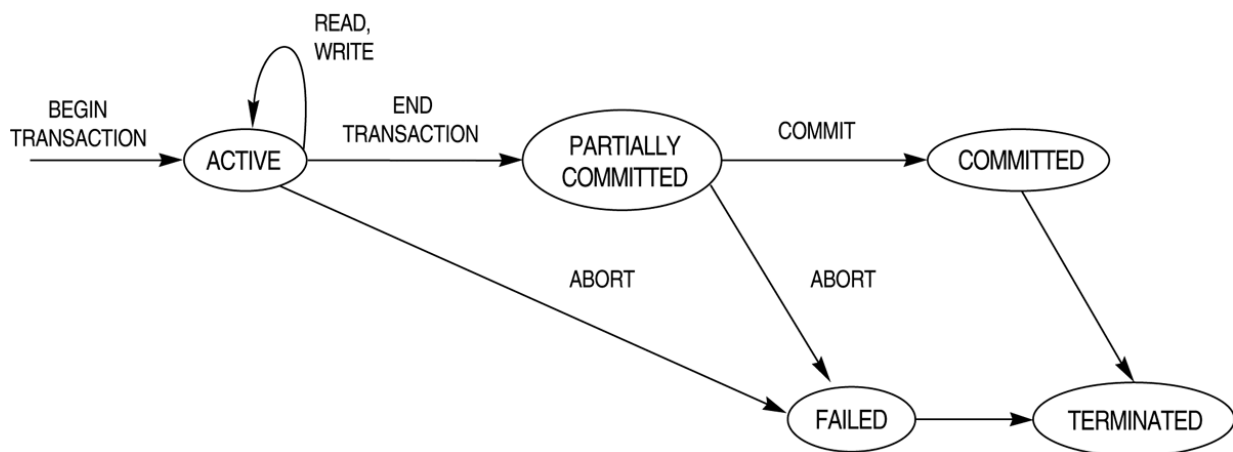 READ,
WRITE
BEGIN
TRANSACTION
END
TRANSACTION
COMMIT
ACTIVE
PARTIALLY
COMMITTED
COMMITTED
ABORT
ABORT
FAILED
TERMINATED